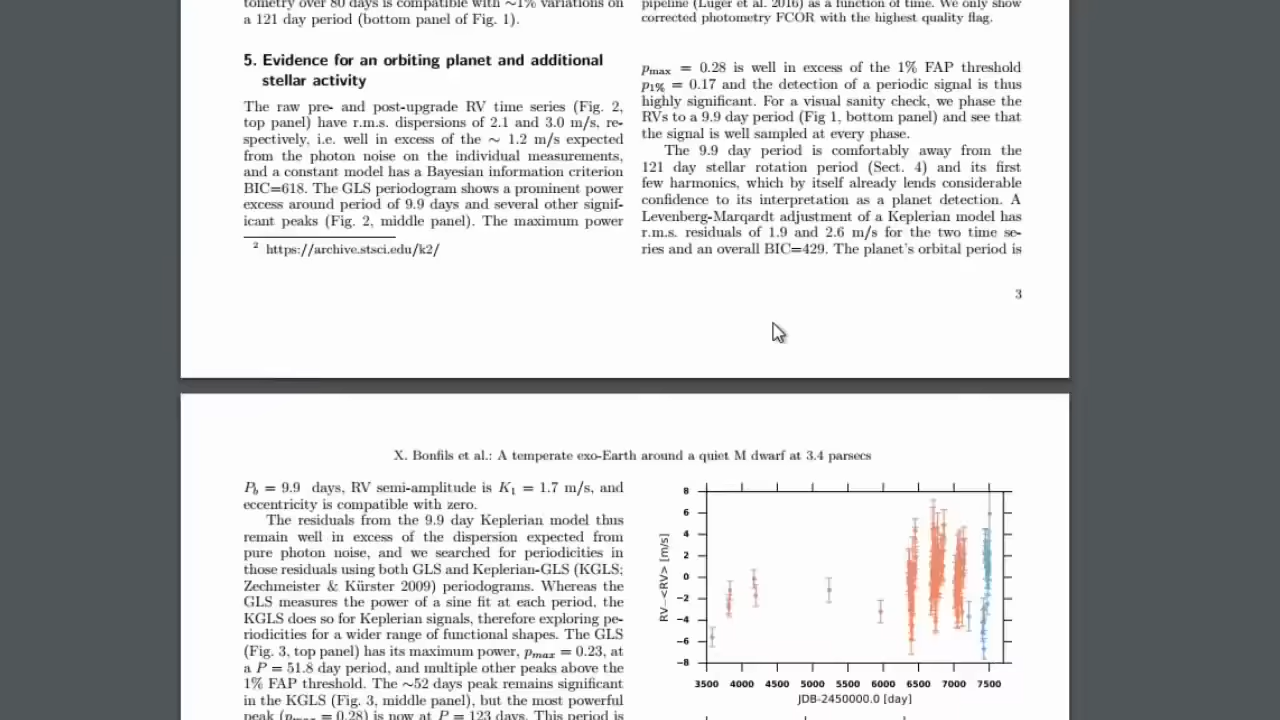 tometry over 80 days is compatible with ~1% variations on
a 121 day period (bottom panel of Fig. 1).
5. Evidence for an orbiting planet and additional
stellar activity
The raw pre- and post-upgrade RV time series (Fig. 2,
top panel) have r.m.s. dispersions of 2.1 and 3.0 m/s, re-
spectively, i.e. well in excess of the ∼ 1.2 m/s expected
from the photon noise on the individual measurements,
and a constant model has a Bayesian information criterion
BIC=618. The GLS periodogram shows a prominent power
excess around period of 9.9 days and several other signif-
icant peaks (Fig. 2, middle panel). The maximum power
2 https://archive.stsci.edu/k2/
pipeline (Luger et al. 2016) as a function of time. We only show
corrected photometry FCOR with the highest quality flag.
pmax = 0.28 is well in excess of the 1% FAP threshold
p1% = 0.17 and the detection of a periodic signal is thus
highly significant. For a visual sanity check, we phase the
RVs to a 9.9 day period (Fig 1, bottom panel) and see that
the signal is well sampled at every phase.
The 9.9 day period is comfortably away from the
121 day stellar rotation period (Sect. 4) and its first
few harmonics, which by itself already lends considerable
confidence to its interpretation as a planet detection. A
Levenberg-Marqardt adjustment of a Keplerian model has
r.m.s. residuals of 1.9 and 2.6 m/s for the two time se-
ries and an overall BIC=429. The planet's orbital period is
3
X. Bonfils et al.: A temperate exo-Earth around a quiet M dwarf at 3.4 parsecs
Pb = 9.9 days, RV semi-amplitude is K1 = 1.7 m/s, and
eccentricity is compatible with zero.
The residuals from the 9.9 day Keplerian model thus
remain well in excess of the dispersion expected from
pure photon noise, and we searched for periodicities in
those residuals using both GLS and Keplerian-GLS (KGLS;
Zechmeister & Kürster 2009) periodograms. Whereas the
GLS measures the power of a sine fit at each period, the
KGLS does so for Keplerian signals, therefore exploring pe-
riodicities for a wider range of functional shapes. The GLS
(Fig. 3, top panel) has its maximum power, pmax = 0.23, at
a P = 51.8 day period, and multiple other peaks above the
1% FAP threshold. The ∼52 days peak remains significant
in the KGLS (Fig. 3, middle panel), but the most powerful
peak (pmax = 0.28) is now at P = 123 days. This period is
RV−<RV> [m/s]
8
6
4
2
0
−2
−4
−6
−8
3500 4000 4500 5000 5500 6000 6500 7000 7500
JDB-2450000.0 [day]